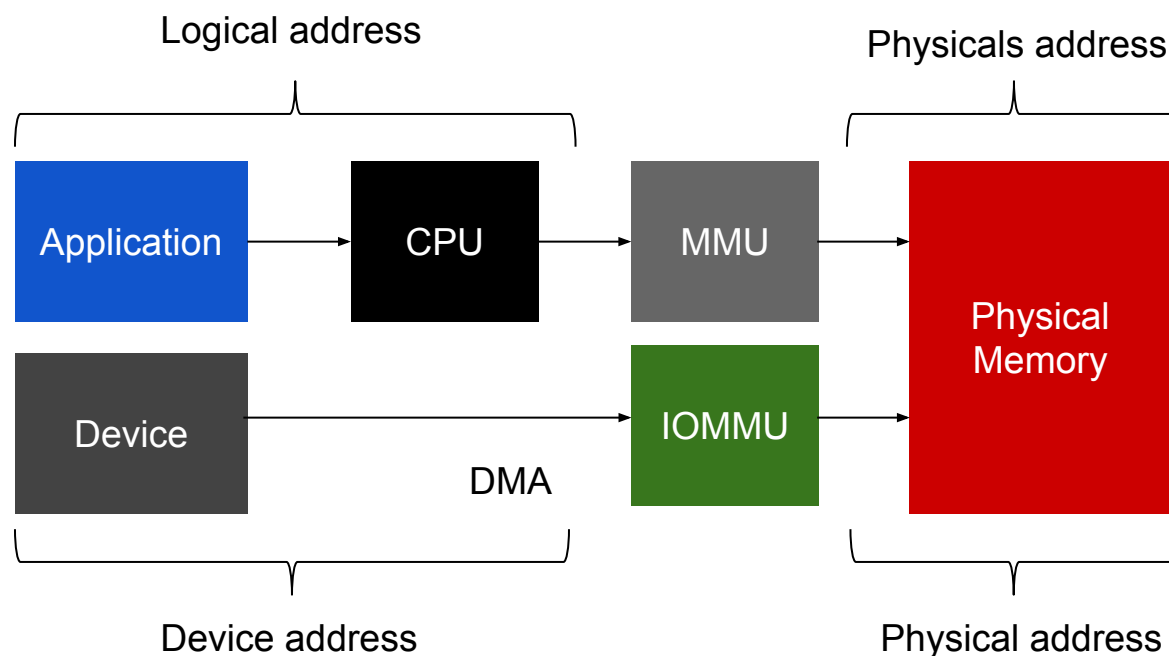 Logical address
Physicals address
Application
CPU
MMU
Physical
Memory
Device
IOMMU
DMA
Device address
Physical address